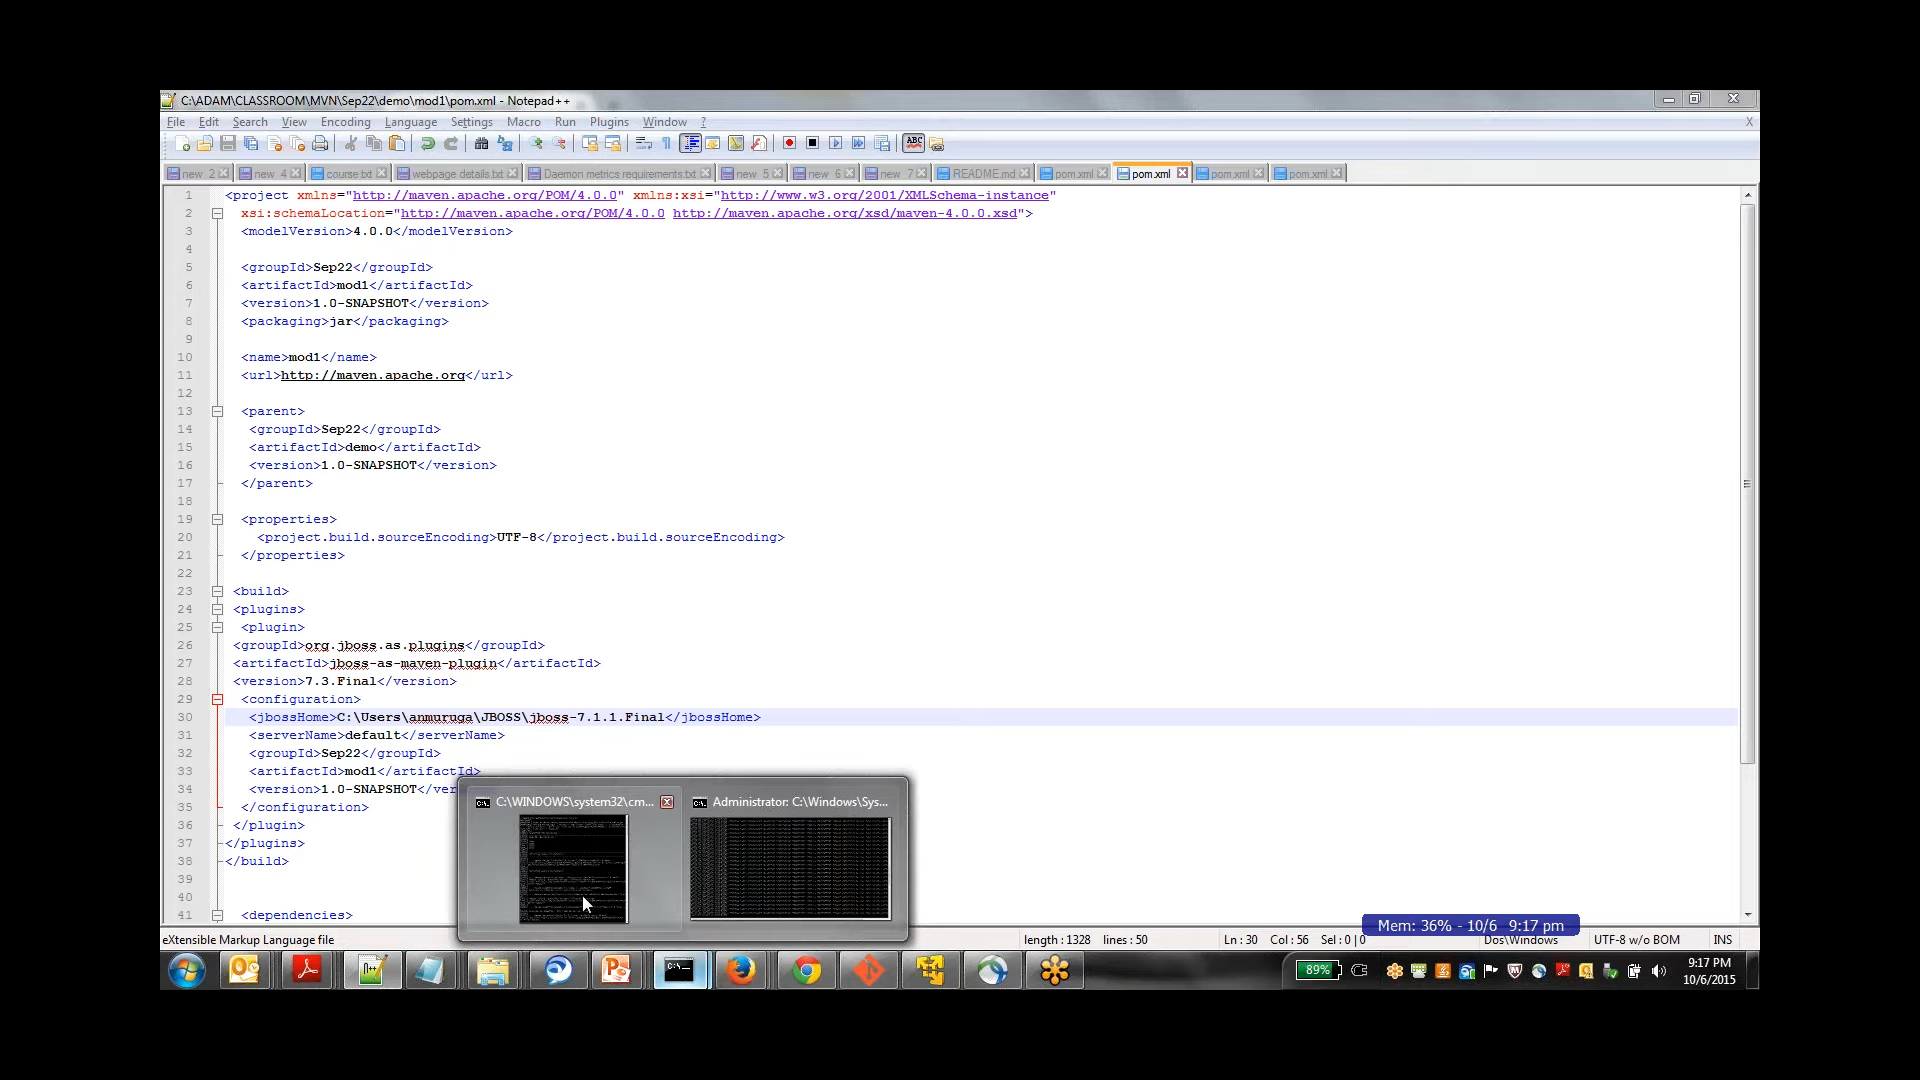 C:\ADAM\CLASSROOM\MVN\Sep22\demo\mod1\pom.xml - Notepad++
File Edit Search View Encoding Language Settings Macro Run Plugins Window ? X
new 2 new 4 course.txt webpage details.txt Daemon metrics requirements.txt new 5 new 6 new 7 README.md pom.xml pom.xml pom.xml pom.xml
1 <project xmlns="http://maven.apache.org/POM/4.0.0" xmlns:xsi="http://www.w3.org/2001/XMLSchema-instance"
2 xsi:schemaLocation="http://maven.apache.org/POM/4.0.0 http://maven.apache.org/xsd/maven-4.0.0.xsd">
3 <modelVersion>4.0.0</modelVersion>
4
5 <groupId>Sep22</groupId>
6 <artifactId>mod1</artifactId>
7 <version>1.0-SNAPSHOT</version>
8 <packaging>jar</packaging>
9
10 <name>mod1</name>
11 <url>http://maven.apache.org</url>
12
13 <parent>
14 <groupId>Sep22</groupId>
15 <artifactId>demo</artifactId>
16 <version>1.0-SNAPSHOT</version>
17 </parent>
18
19 <properties>
20 <project.build.sourceEncoding>UTF-8</project.build.sourceEncoding>
21 </properties>
22
23 <build>
24 <plugins>
25 <plugin>
26 <groupId>org.jboss.as.plugins</groupId>
27 <artifactId>jboss-as-maven-plugin</artifactId>
28 <version>7.3.Final</version>
29 <configuration>
30 <jbossHome>C:\Users\anmuruga\JBOSS\jboss-7.1.1.Final</jbossHome>
31 <serverName>default</serverName>
32 <groupId>Sep22</groupId>
33 <artifactId>mod1</artifactId>
34 <version>1.0-SNAPSHOT</ver
35 </configuration>
36 </plugin>
37 </plugins>
38 </build>
39
40
41 <dependencies>
C:\WINDOWS\system32\cm... Administrator: C:\Windows\Sys...
Mem: 36% - 10/6 9:17 pm
eXtensible Markup Language file length : 1328 lines : 50 Ln : 30 Col : 56 Sel : 0 | 0 Dos\Windows UTF-8 w/o BOM INS
89% 9:17 PM
10/6/2015